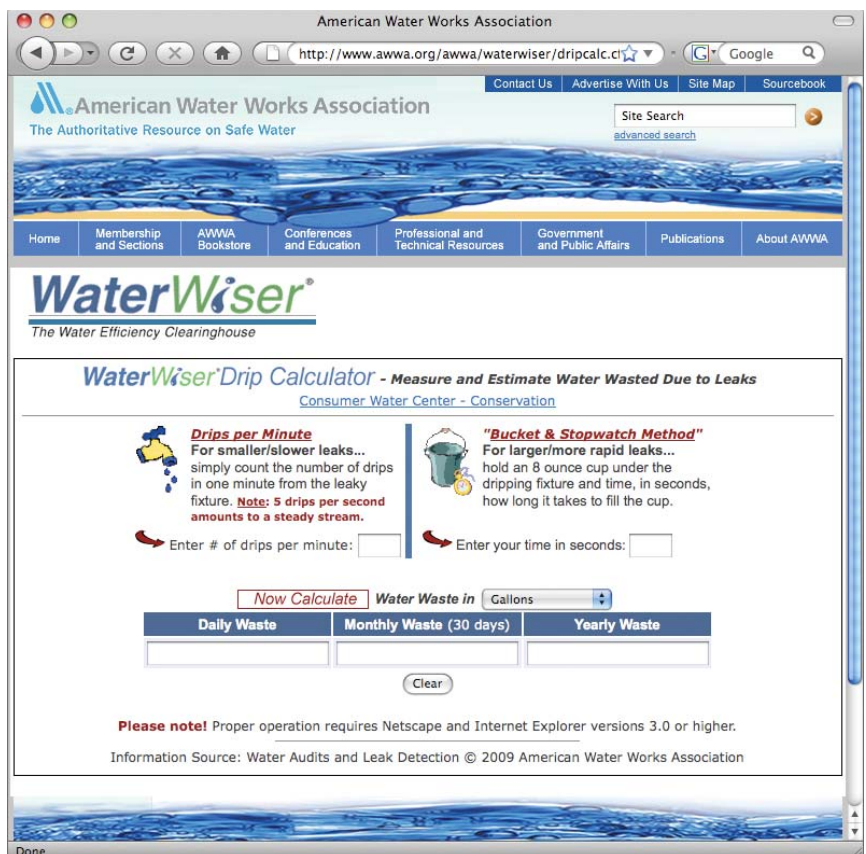 American Water Works Association
http://www.awwa.org/awwa/waterwiser/dripcalc.cf
Google
Contact Us | Advertise With Us | Site Map | Sourcebook
American Water Works Association
The Authoritative Resource on Safe Water
Site Search
advanced search
Home
Membership and Sections
AWWA Bookstore
Conferences and Education
Professional and Technical Resources
Government and Public Affairs
Publications
About AWWA
WaterWiser®
The Water Efficiency Clearinghouse
WaterWiser® Drip Calculator - Measure and Estimate Water Wasted Due to Leaks
Consumer Water Center - Conservation
Drips per Minute
For smaller/slower leaks...
simply count the number of drips
in one minute from the leaky
fixture. Note: 5 drips per second
amounts to a steady stream.
Enter # of drips per minute:
"Bucket & Stopwatch Method"
For larger/more rapid leaks...
hold an 8 ounce cup under the
dripping fixture and time, in seconds,
how long it takes to fill the cup.
Enter your time in seconds:
Now Calculate Water Waste in Gallons
Daily Waste
Monthly Waste (30 days)
Yearly Waste
Clear
Please note! Proper operation requires Netscape and Internet Explorer versions 3.0 or higher.
Information Source: Water Audits and Leak Detection © 2009 American Water Works Association
Done